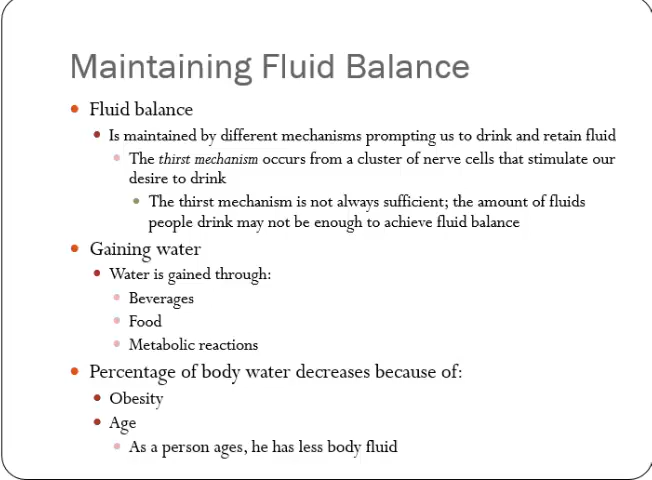 Maintaining Fluid Balance
Fluid balance
Is maintained by different mechanisms prompting us to drink and retain fluid
The thirst mechanism occurs from a cluster of nerve cells that stimulate our
desire to drink
The thirst mechanism is not always sufficient; the amount of fluids
people drink may not be enough to achieve fluid balance
Gaining water
Water is gained through:
Beverages
Food
Metabolic reactions
Percentage of body water decreases because of:
Obesity
Age
As a person ages, he has less body fluid